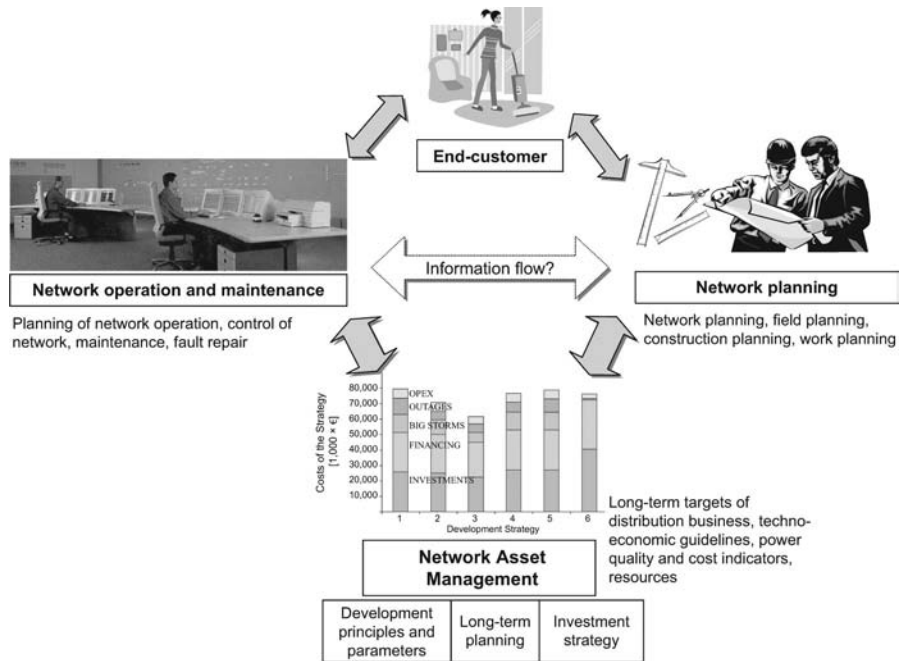 End-customer
Information flow?
Network operation and maintenance
Planning of network operation, control of
network, maintenance, fault repair
Network planning
Network planning, field planning,
construction planning, work planning
Costs of the Strategy
[1,000 × €]
80,000
70,000
60,000
50,000
40,000
30,000
20,000
10,000
OPEX
OUTAGES
BIG STORMS
FINANCING
INVESTMENTS
1 2 3 4 5 6
Development Strategy
Long-term targets of
distribution business, techno-
economic guidelines, power
quality and cost indicators,
resources
Network Asset
Management
Development
principles and
parameters
Long-term
planning
Investment
strategy